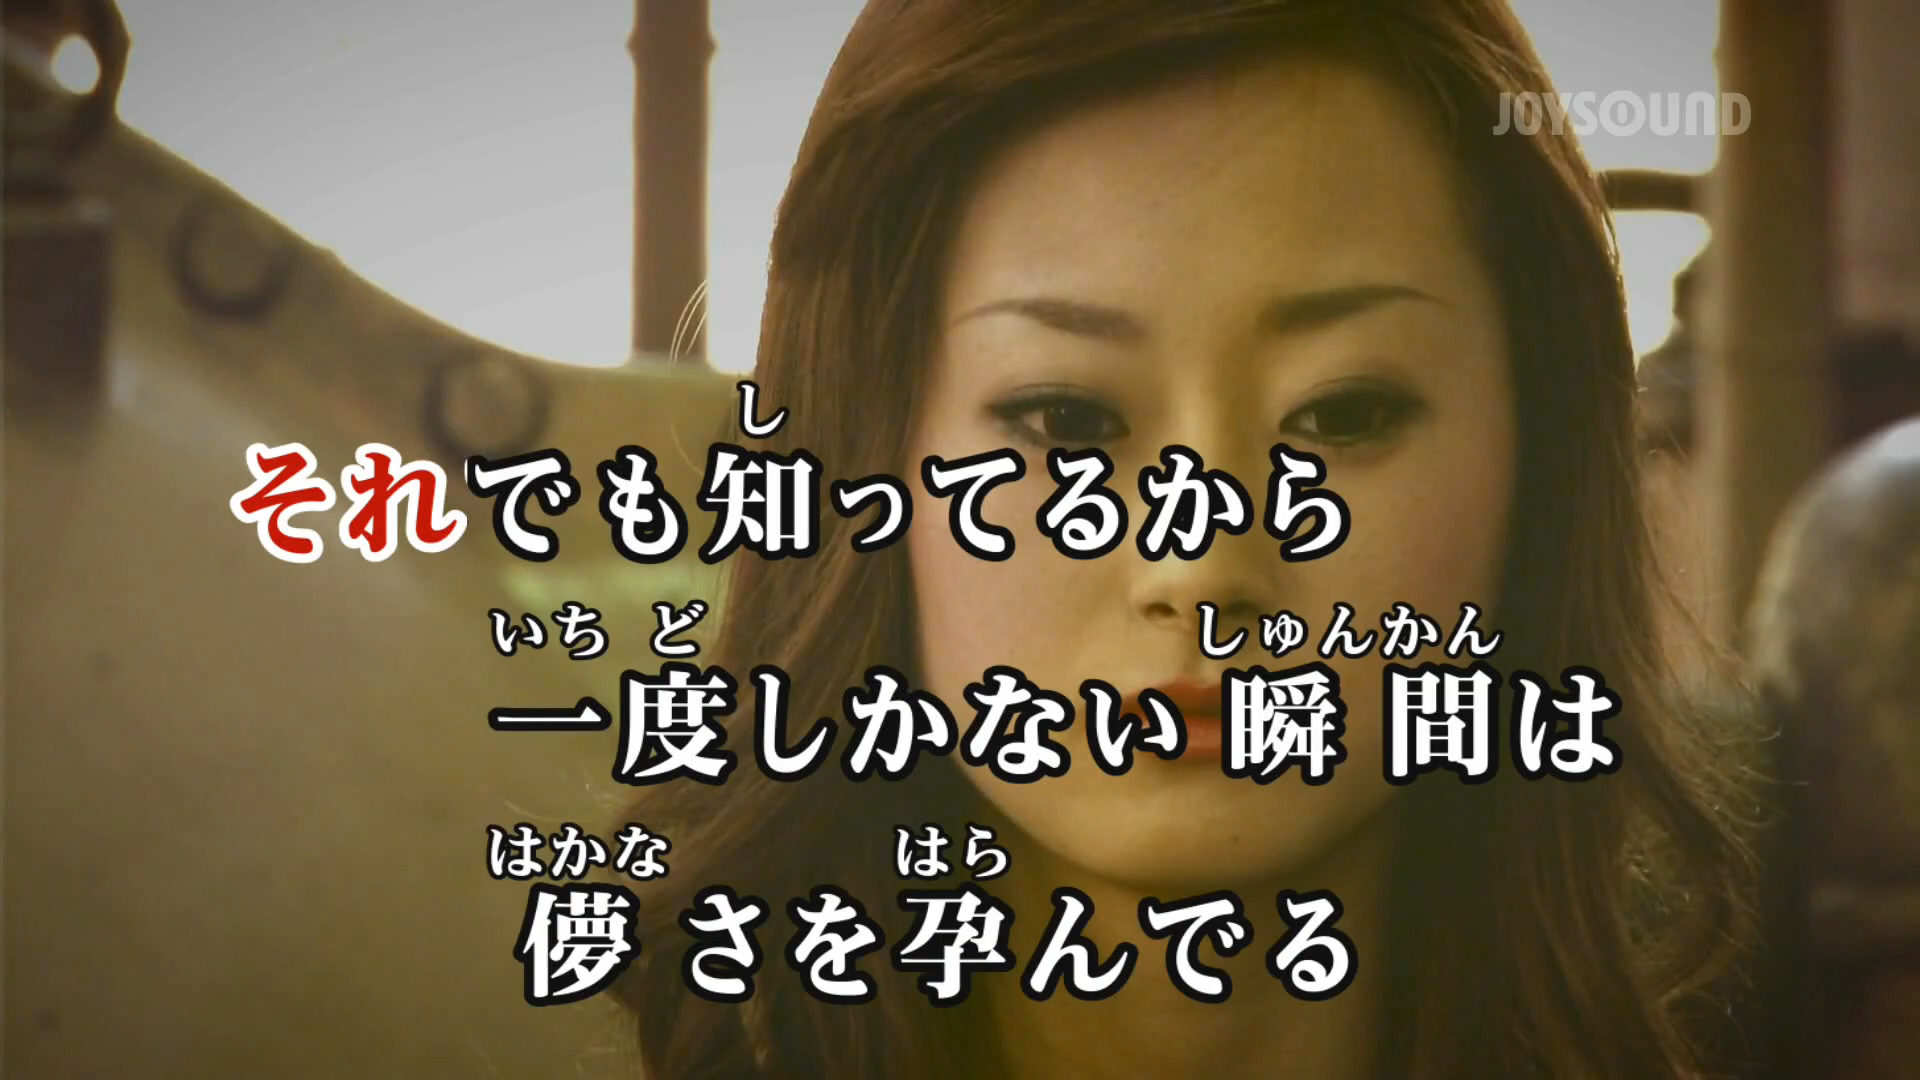 JOYSOUND
し
それでも知ってるから
いちど しゅんかん
一度しかない瞬間は
はかな はら
儚さを孕んでる